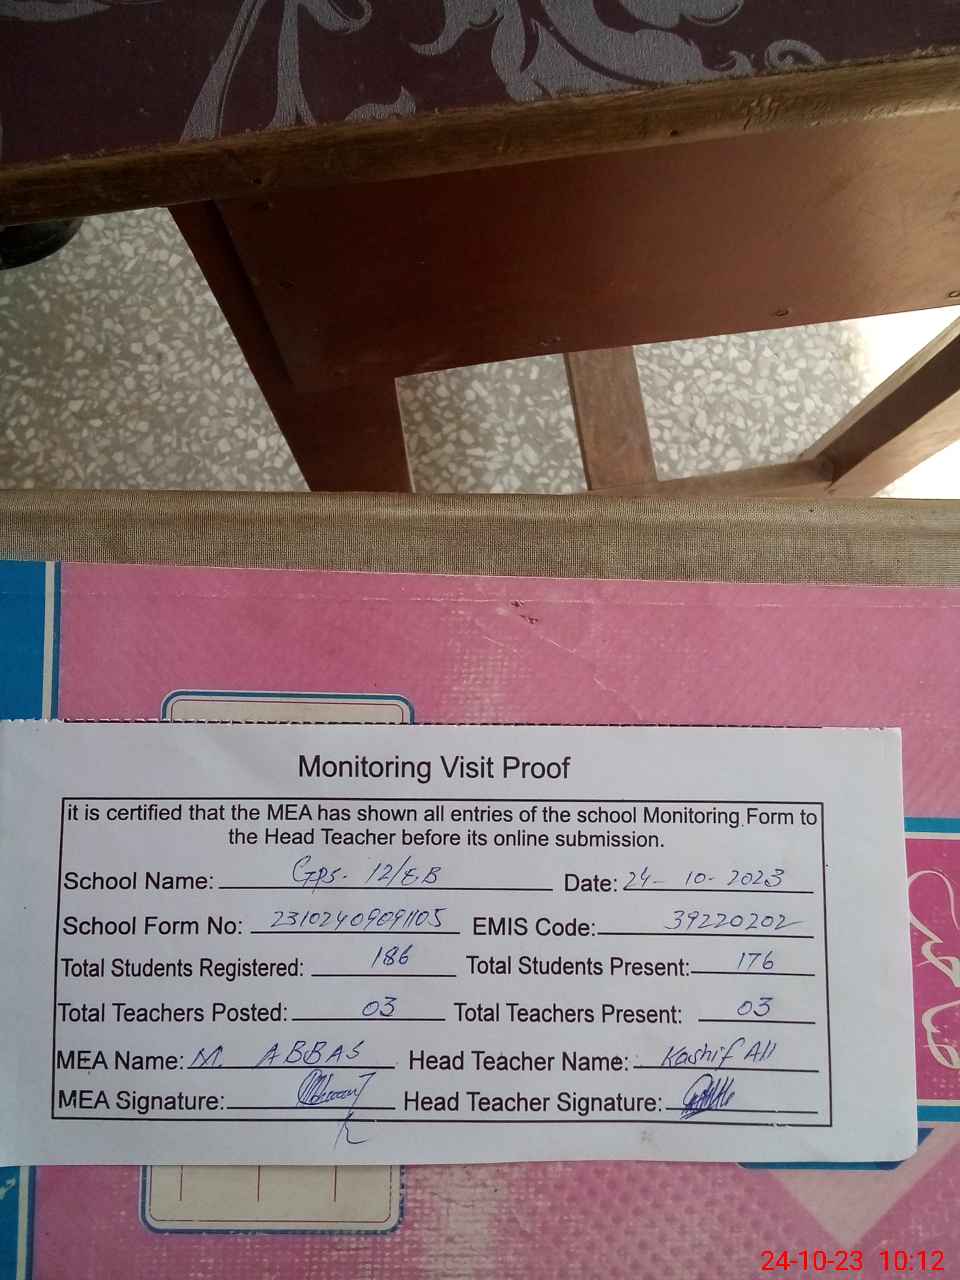 Monitoring Visit Proof
it is certified that the MEA has shown all entries of the school Monitoring Form to
the Head Teacher before its online submission.
School Name: GPS. 12/EB Date: 24-10-2023
School Form No: 23102409091105 EMIS Code: 39220202
Total Students Registered: 186 Total Students Present: 176
Total Teachers Posted: 03 Total Teachers Present: 03
MEA Name: M. ABBAS Head Teacher Name: Kashif Ali
MEA Signature: Head Teacher Signature:
24-10-23 10:12